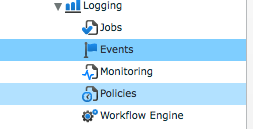 Logging
Jobs
Events
Monitoring
Policies
Workflow Engine